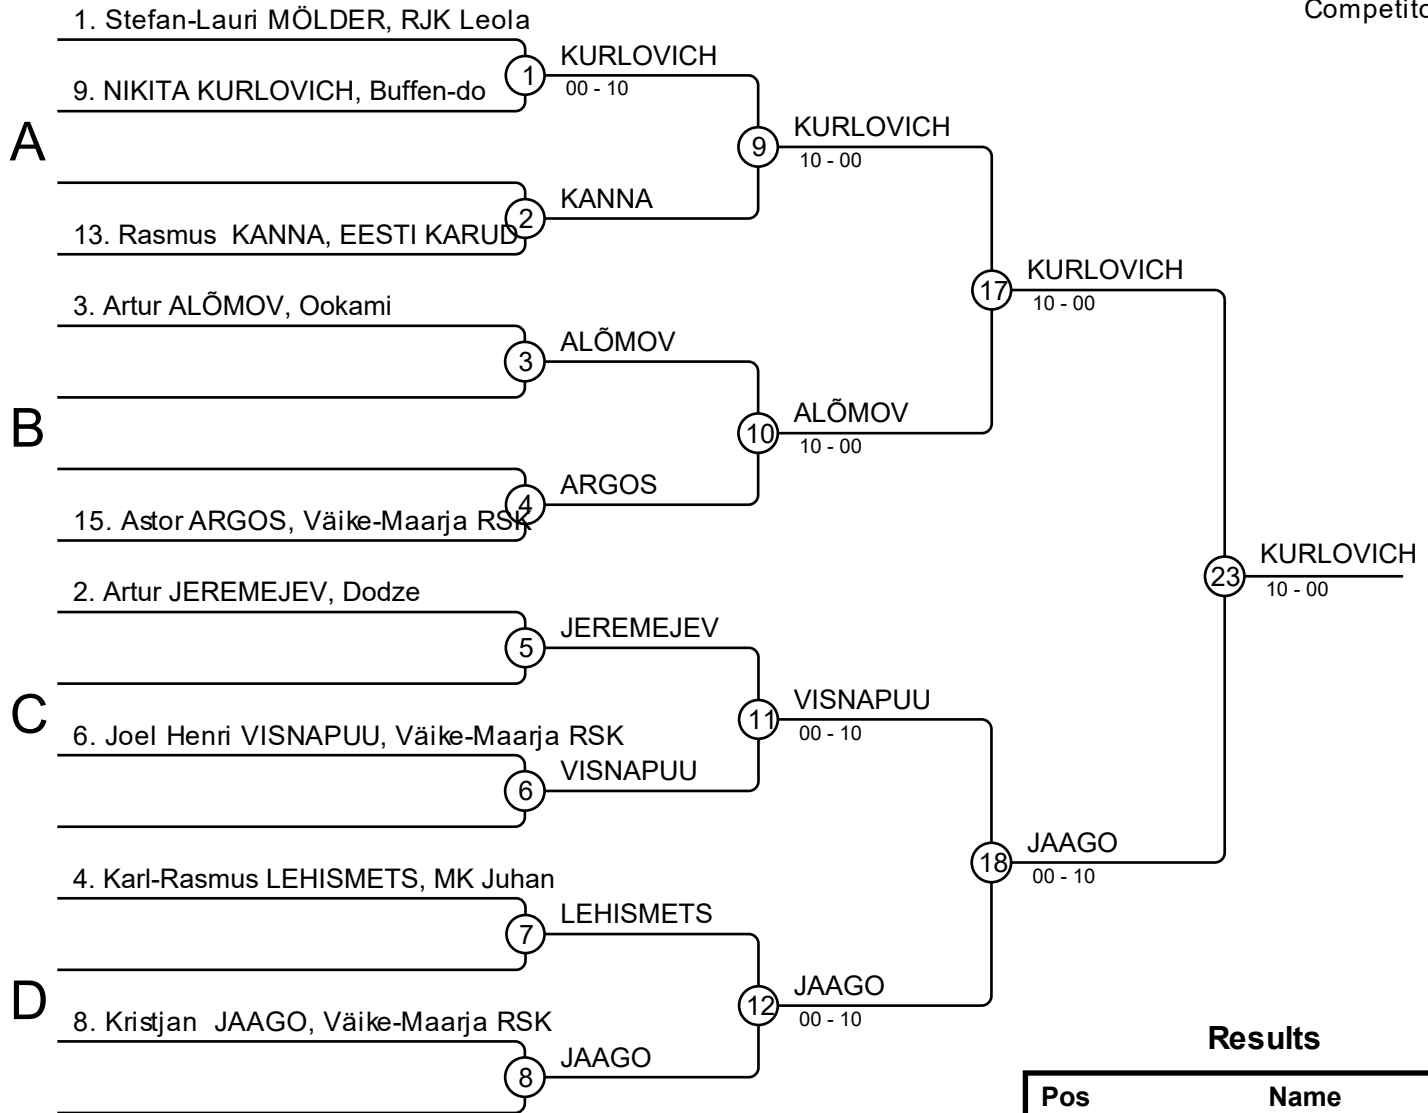 Competito
1. Stefan-Lauri MÖLDER, RJK Leola
KURLOVICH
1
00 - 10
9. NIKITA KURLOVICH, Buffen-do
A
KURLOVICH
9
10 - 00
KANNA
2
13. Rasmus KANNA, EESTI KARUD
KURLOVICH
17
10 - 00
3. Artur ALÕMOV, Ookami
ALÕMOV
3
B
ALÕMOV
10
10 - 00
ARGOS
4
15. Astor ARGOS, Väike-Maarja RSK
KURLOVICH
23
10 - 00
2. Artur JEREMEJEV, Dodze
JEREMEJEV
5
C
VISNAPUU
11
00 - 10
6. Joel Henri VISNAPUU, Väike-Maarja RSK
VISNAPUU
6
JAAGO
18
00 - 10
4. Karl-Rasmus LEHISMETS, MK Juhan
LEHISMETS
7
D
JAAGO
12
00 - 10
8. Kristjan JAAGO, Väike-Maarja RSK
JAAGO
8
Results
Pos Name